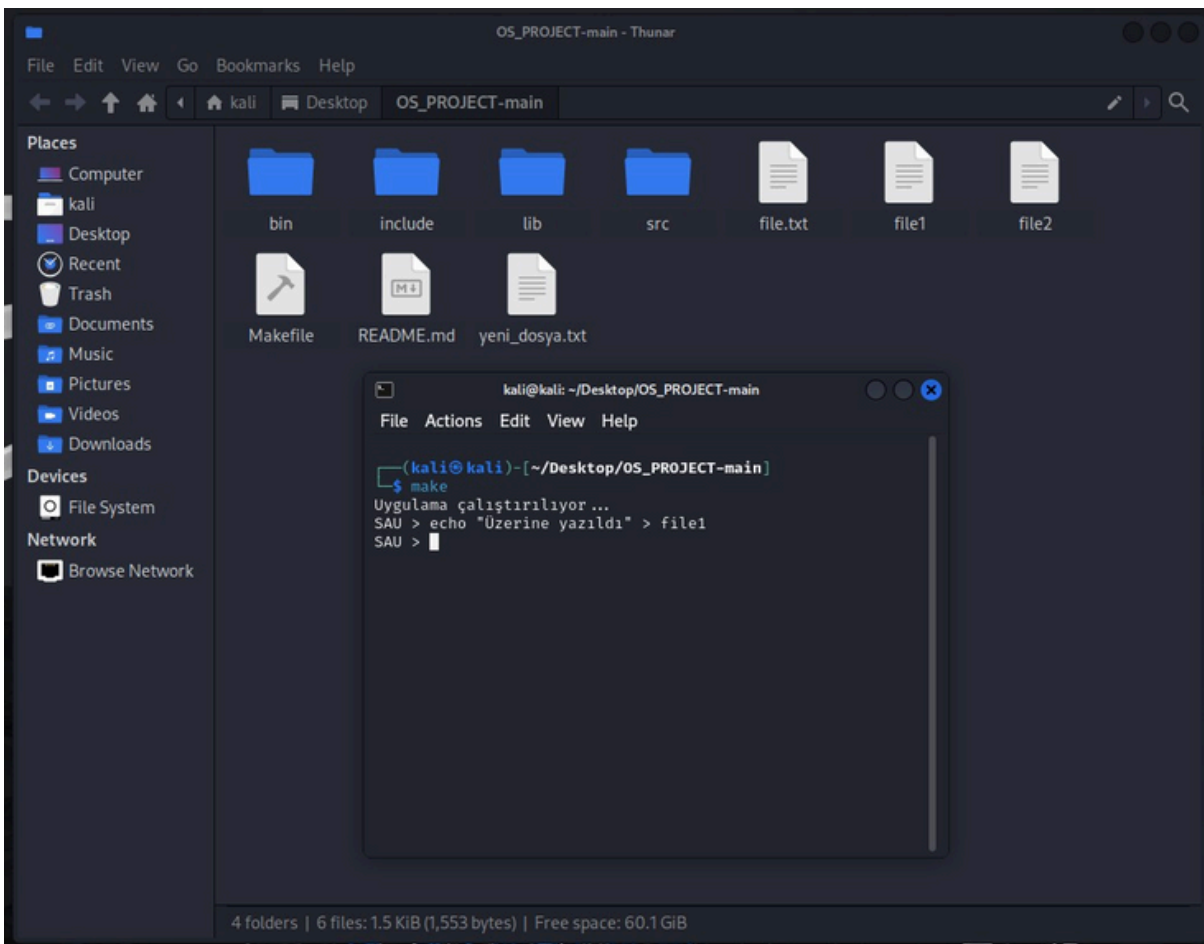 OS_PROJECT-main - Thunar
File Edit View Go Bookmarks Help
kali Desktop OS_PROJECT-main
Places
Computer
kali
Desktop
Recent
Trash
Documents
Music
Pictures
Videos
Downloads
Devices
File System
Network
Browse Network
bin include lib src file.txt file1 file2
Makefile README.md yeni_dosya.txt
kali@kali: ~/Desktop/OS_PROJECT-main
File Actions Edit View Help
(kali㉿kali)-[~/Desktop/OS_PROJECT-main]
$ make
Uygulama çalıştırılıyor...
SAU > echo "Üzerine yazıldı" > file1
SAU >
4 folders | 6 files: 1.5 KiB (1,553 bytes) | Free space: 60.1 GiB